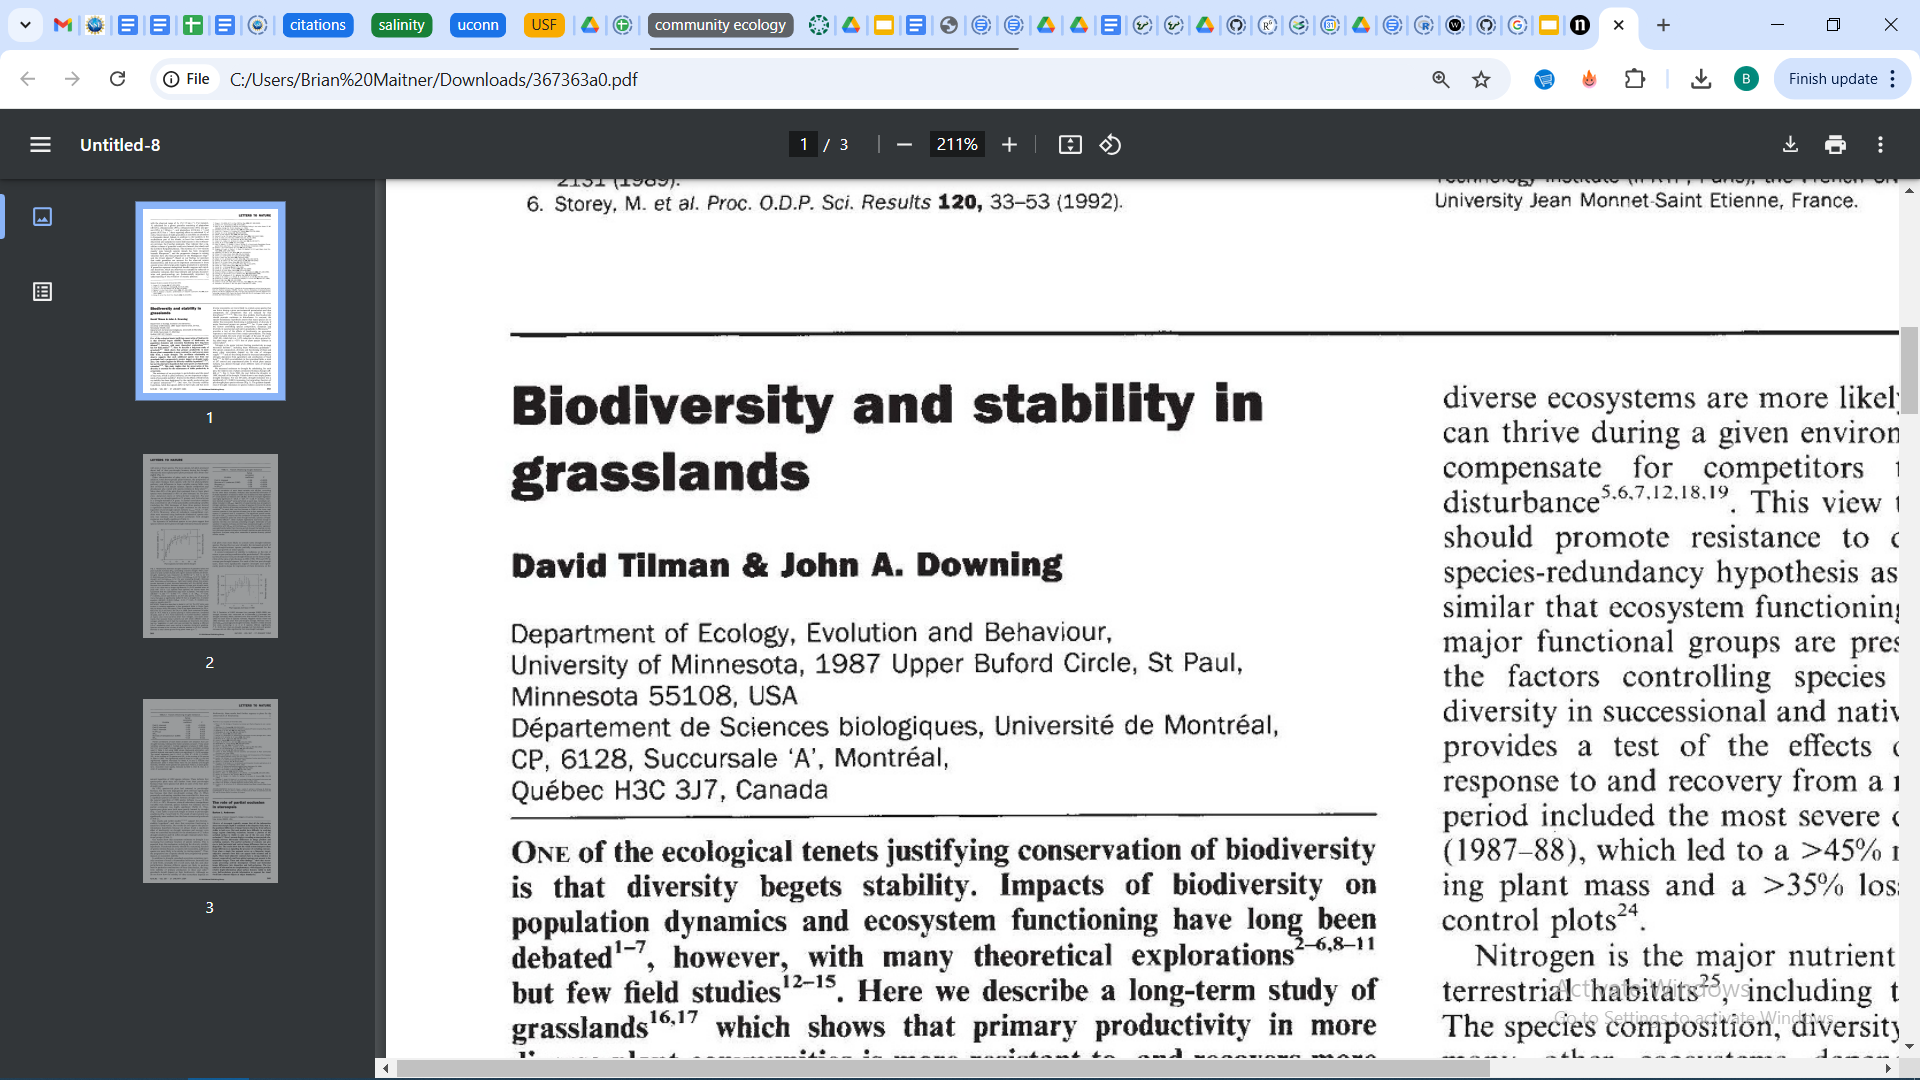 citations
salinity
uconn
USF
community ecology
File
C:/Users/Brian%20Maitner/Downloads/367363a0.pdf
B
Finish update
Untitled-8
1 / 3
211%
1
2
3
6. Storey, M. et al. Proc. O.D.P. Sci. Results 120, 33–53 (1992).
University Jean Monnet-Saint Etienne, France.
Biodiversity and stability in
grasslands
David Tilman & John A. Downing
Department of Ecology, Evolution and Behaviour,
University of Minnesota, 1987 Upper Buford Circle, St Paul,
Minnesota 55108, USA
Département de Sciences biologiques, Université de Montréal,
CP, 6128, Succursale ‘A’, Montréal,
Québec H3C 3J7, Canada
ONE of the ecological tenets justifying conservation of biodiversity
is that diversity begets stability. Impacts of biodiversity on
population dynamics and ecosystem functioning have long been
debated1–7, however, with many theoretical explorations2–6,8–11
but few field studies12–15. Here we describe a long-term study of
grasslands16,17 which shows that primary productivity in more
diverse ecosystems are more likel
can thrive during a given environ
compensate for competitors
disturbance5,6,7,12,18,19. This view
should promote resistance to
species-redundancy hypothesis as
similar that ecosystem functioning
major functional groups are pres
the factors controlling species
diversity in successional and nativ
provides a test of the effects
response to and recovery from a
period included the most severe
(1987–88), which led to a >45%
ing plant mass and a >35% los
control plots24.
Nitrogen is the major nutrient
terrestrial habitats25, including
The species composition, diversity
Activate Windows
Go to Settings to activate Windows.